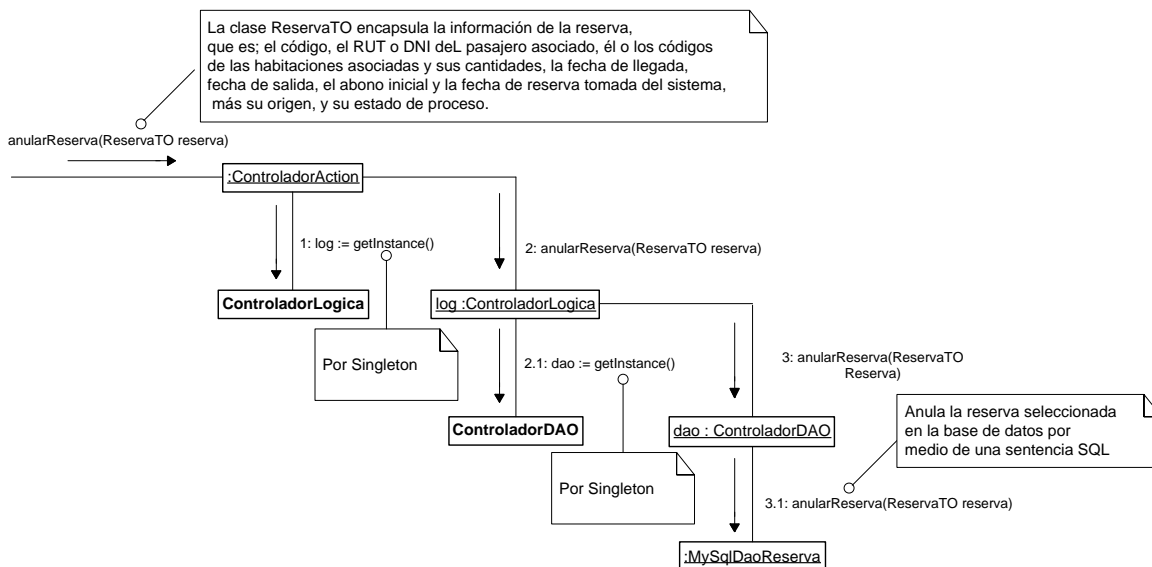 La clase ReservaTO encapsula la información de la reserva,
que es; el código, el RUT o DNI deL pasajero asociado, él o los códigos
de las habitaciones asociadas y sus cantidades, la fecha de llegada,
fecha de salida, el abono inicial y la fecha de reserva tomada del sistema,
más su origen, y su estado de proceso.
anularReserva(ReservaTO reserva)
:ControladorAction
1: log := getInstance()
2: anularReserva(ReservaTO reserva)
ControladorLogica
log :ControladorLogica
Por Singleton
2.1: dao := getInstance()
3: anularReserva(ReservaTO
Reserva)
ControladorDAO
dao : ControladorDAO
Anula la reserva seleccionada
en la base de datos por
medio de una sentencia SQL
Por Singleton
3.1: anularReserva(ReservaTO reserva)
:MySqlDaoReserva